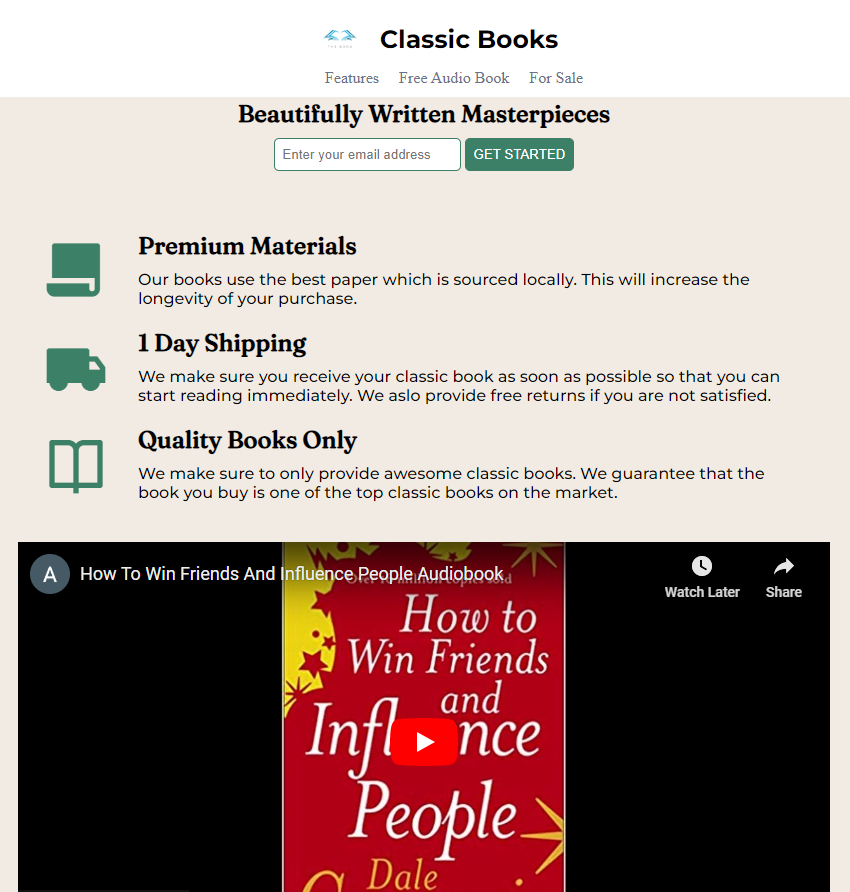 Classic Books
Features Free Audio Book For Sale
Beautifully Written Masterpieces
Enter your email address GET STARTED
Premium Materials
Our books use the best paper which is sourced locally. This will increase the
longevity of your purchase.
1 Day Shipping
We make sure you receive your classic book as soon as possible so that you can
start reading immediately. We aslo provide free returns if you are not satisfied.
Quality Books Only
We make sure to only provide awesome classic books. We guarantee that the
book you buy is one of the top classic books on the market.
A How To Win Friends And Influence People Audiobook
Watch Later Share
How to
Win Friends
and
Influence
People
Dale